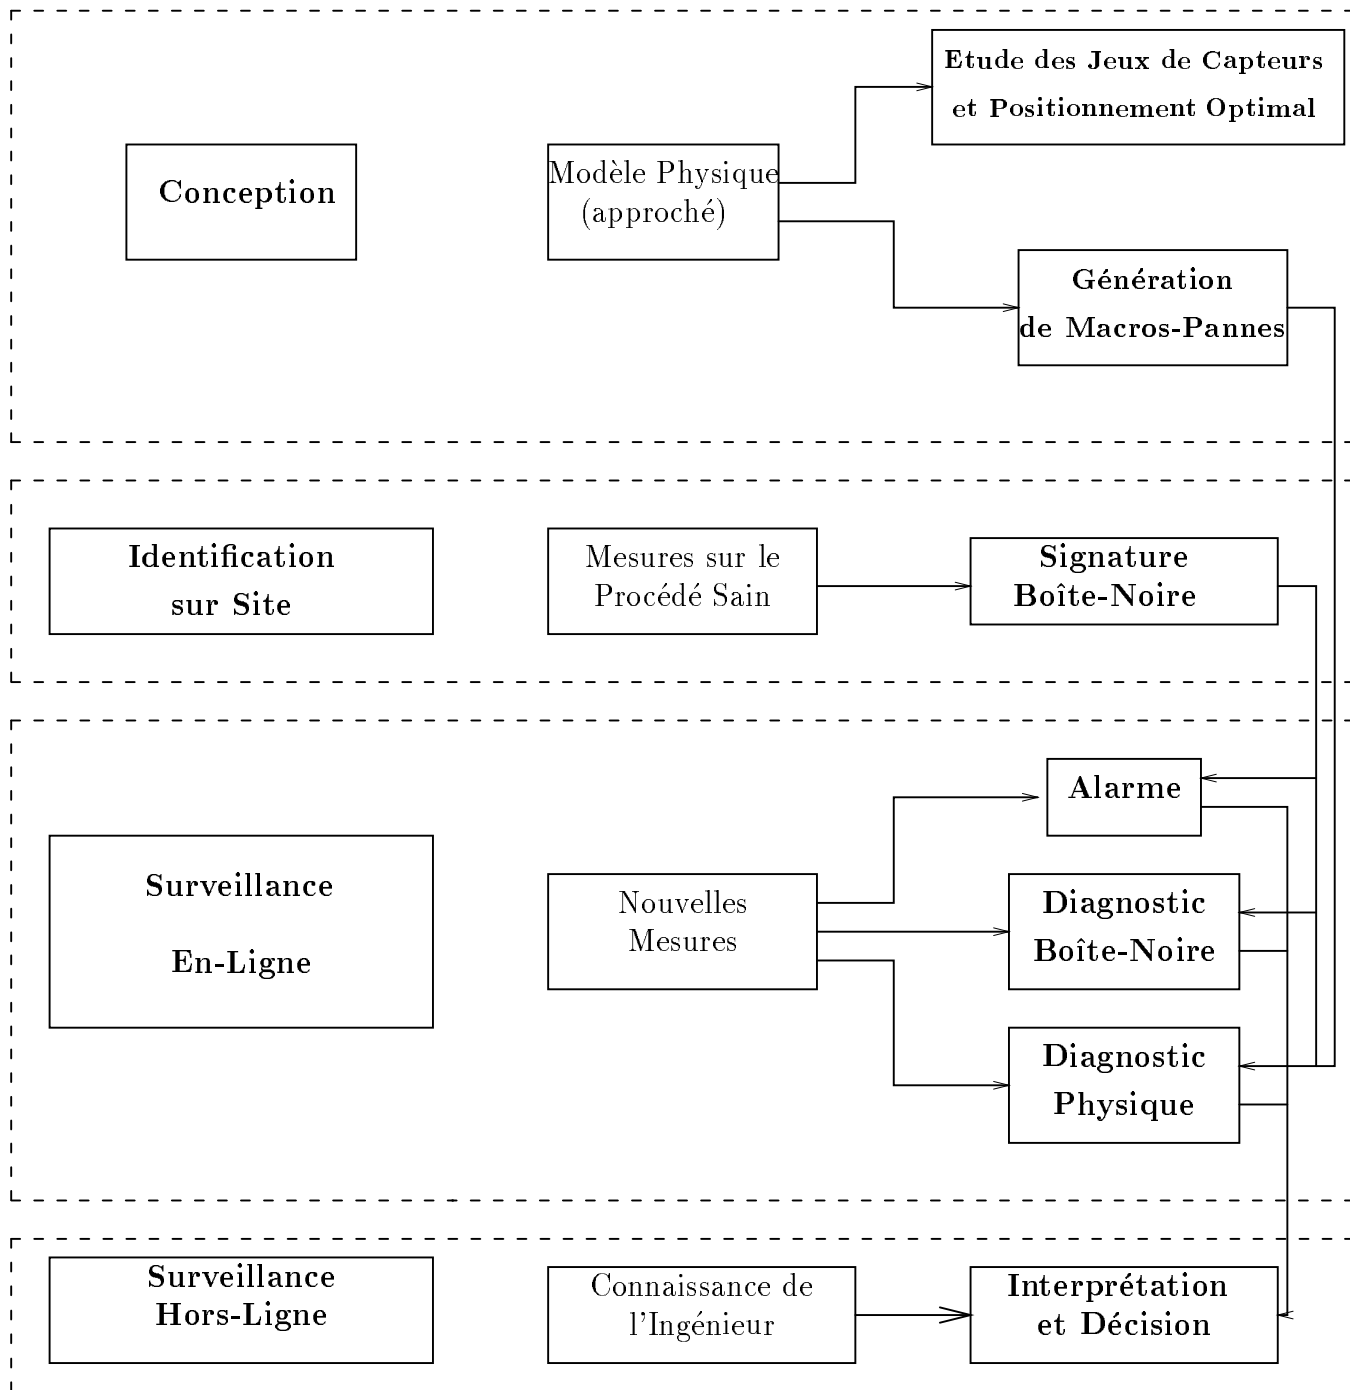 Etude des Jeux de Capteurs
et Positionnement Optimal
Conception
Modèle Physique
(approché)
Génération
de Macros-Pannes
Identification
sur Site
Mesures sur le
Procédé Sain
Signature
Boîte-Noire
Alarme
Surveillance
En-Ligne
Nouvelles
Mesures
Diagnostic
Boîte-Noire
Diagnostic
Physique
Surveillance
Hors-Ligne
Connaissance de
l'Ingénieur
Interprétation
et Décision